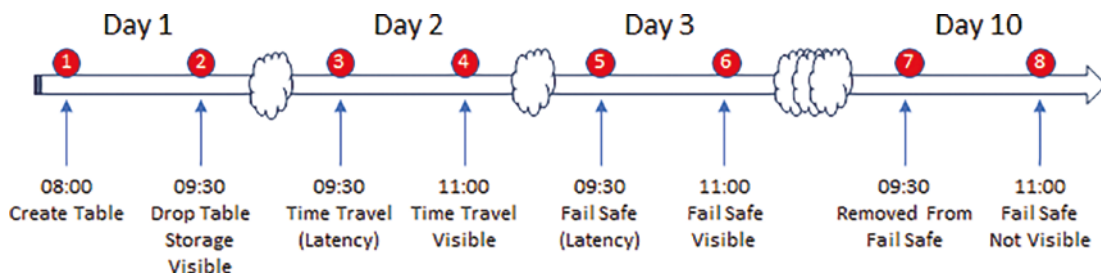 Day 1
Day 2
Day 3
Day 10
1
2
3
4
5
6
7
8
08:00
Create Table
09:30
Drop Table
Storage
Visible
09:30
Time Travel
(Latency)
11:00
Time Travel
Visible
09:30
Fail Safe
(Latency)
11:00
Fail Safe
Visible
09:30
Removed From
Fail Safe
11:00
Fail Safe
Not Visible